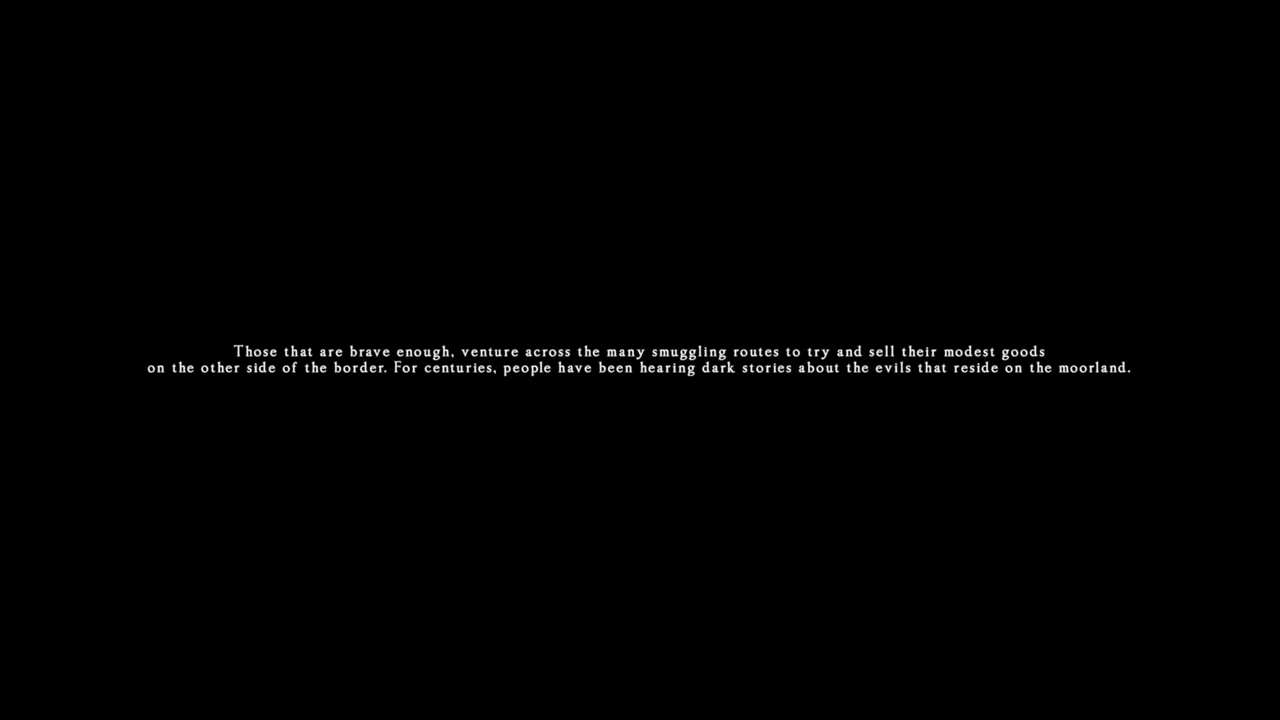 Those that are brave enough, venture across the many smuggling routes to try and sell their modest goods
on the other side of the border. For centuries, people have been hearing dark stories about the evils that reside on the moorland.